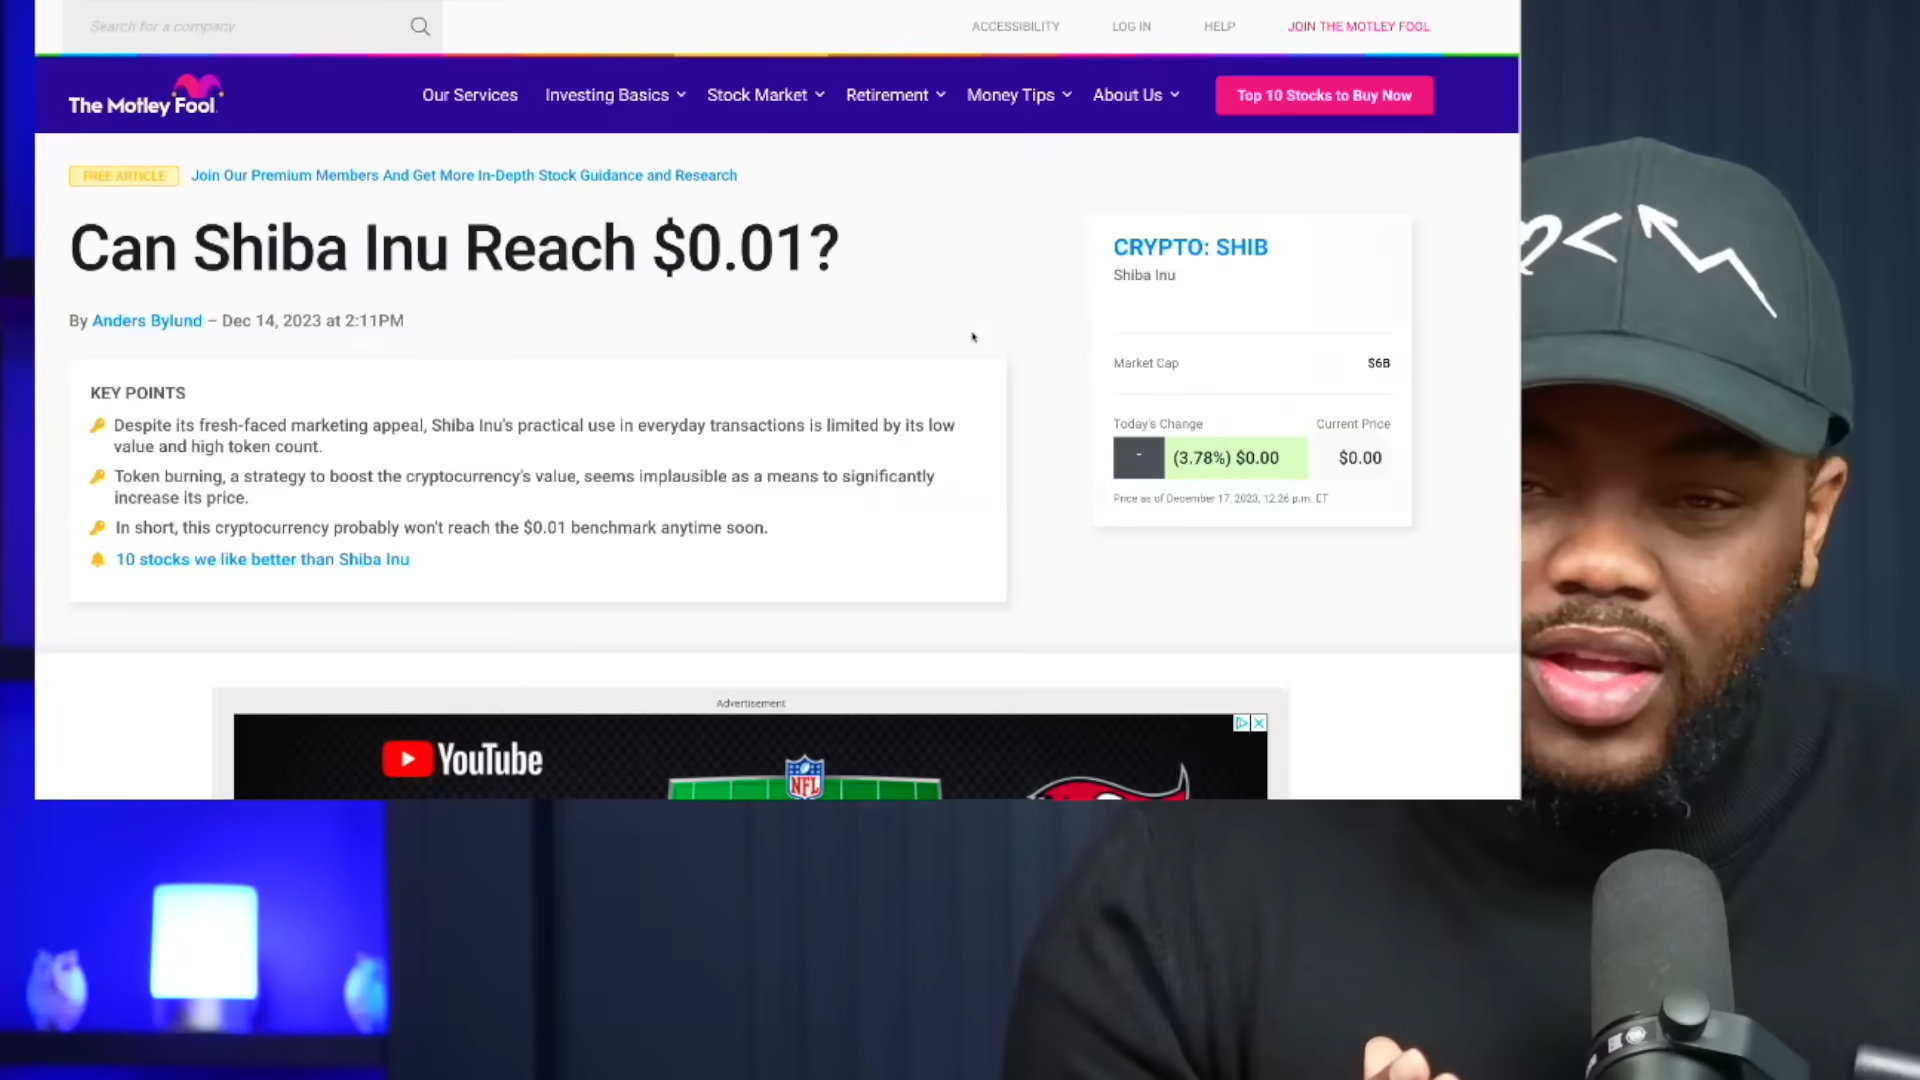 Search for a company
ACCESSIBILITY
LOG IN
HELP
JOIN THE MOTLEY FOOL
The Motley Fool.
Our Services
Investing Basics
Stock Market
Retirement
Money Tips
About Us
Top 10 Stocks to Buy Now
FREE ARTICLE
Join Our Premium Members And Get More In-Depth Stock Guidance and Research
Can Shiba Inu Reach $0.01?
By Anders Bylund – Dec 14, 2023 at 2:11PM
KEY POINTS
Despite its fresh-faced marketing appeal, Shiba Inu's practical use in everyday transactions is limited by its low
value and high token count.
Token burning, a strategy to boost the cryptocurrency's value, seems implausible as a means to significantly
increase its price.
In short, this cryptocurrency probably won't reach the $0.01 benchmark anytime soon.
10 stocks we like better than Shiba Inu
CRYPTO: SHIB
Shiba Inu
Market Cap
$6B
Today's Change
Current Price
-
(3.78%) $0.00
$0.00
Price as of December 17, 2023, 12:26 p.m. ET
Advertisement
YouTube
NFL